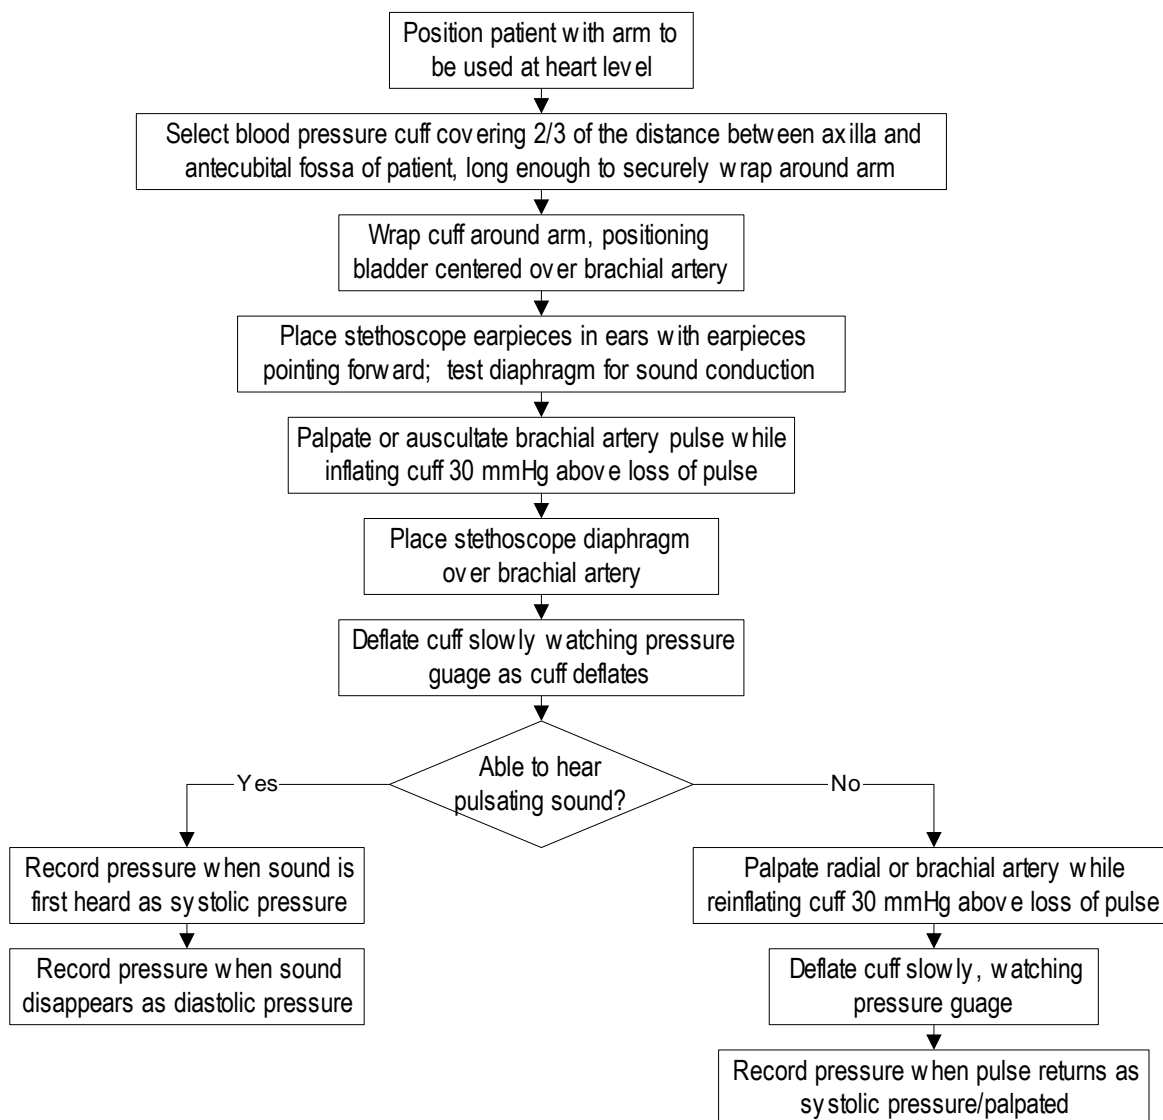 Position patient with arm to
be used at heart level
Select blood pressure cuff covering 2/3 of the distance between axilla and
antecubital fossa of patient, long enough to securely wrap around arm
Wrap cuff around arm, positioning
bladder centered over brachial artery
Place stethoscope earpieces in ears with earpieces
pointing forward; test diaphragm for sound conduction
Palpate or auscultate brachial artery pulse while
inflating cuff 30 mmHg above loss of pulse
Place stethoscope diaphragm
over brachial artery
Deflate cuff slowly watching pressure
guage as cuff deflates
Able to hear
pulsating sound?
Yes
No
Record pressure when sound is
first heard as systolic pressure
Record pressure when sound
disappears as diastolic pressure
Palpate radial or brachial artery while
reinflating cuff 30 mmHg above loss of pulse
Deflate cuff slowly, watching
pressure guage
Record pressure when pulse returns as
systolic pressure/palpated